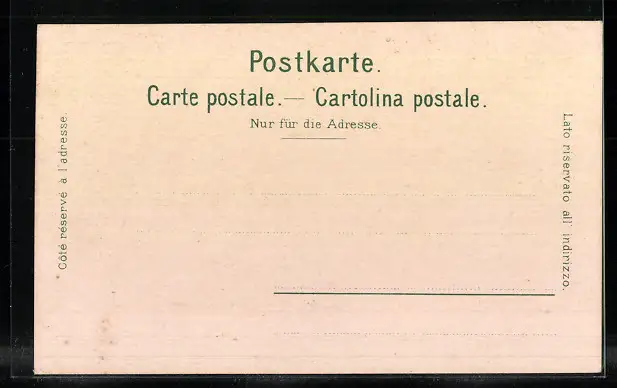 Postkarte.
Carte postale.— Cartolina postale.
Nur für die Adresse.
Côté réservé à l'adresse.
Lato riservato all' indirizzo.